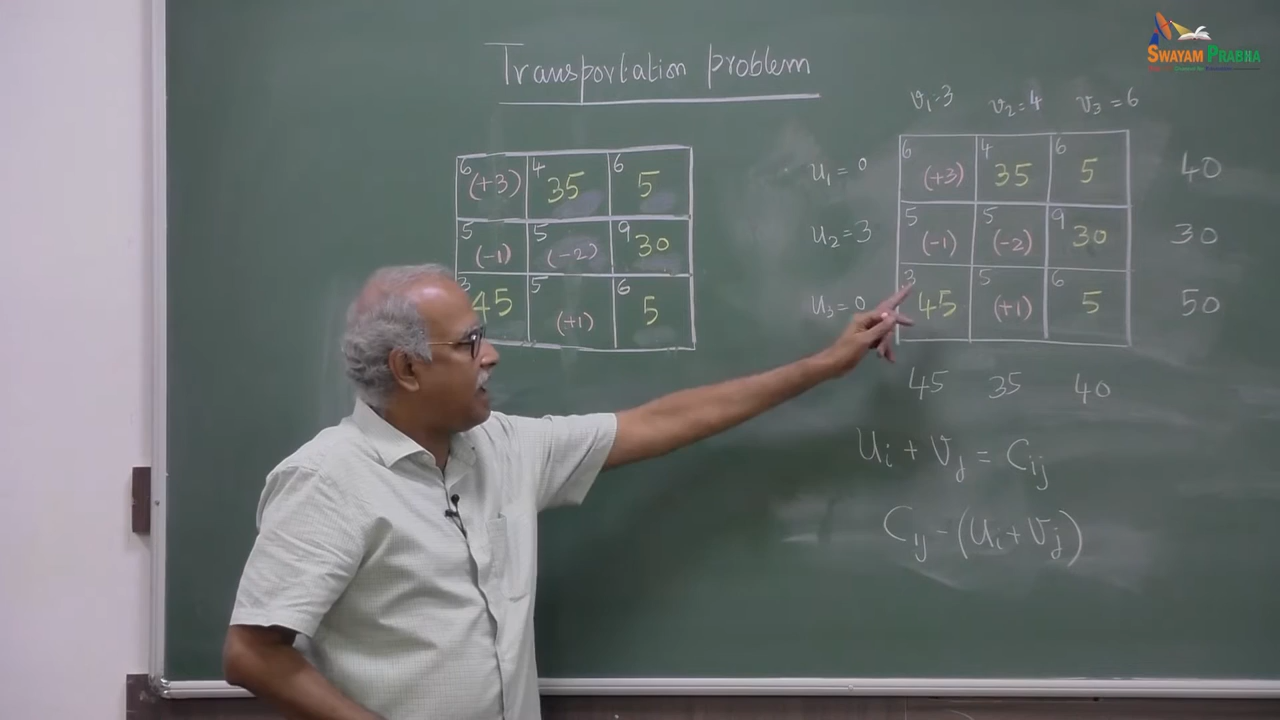 SWAYAM PRABHA
Transportation problem
6 (+3) 4 35 6 5
5 (-1) 5 (-2) 9 30
3 45 5 (+1) 6 5
v₁=3 v₂=4 v₃=6
u₁=0 6 (+3) 4 35 6 5 40
u₂=3 5 (-1) 5 (-2) 9 30 30
u₃=0 3 45 5 (+1) 6 5 50
45 35 40
uᵢ + vⱼ = Cᵢⱼ
Cᵢⱼ - (uᵢ + vⱼ)